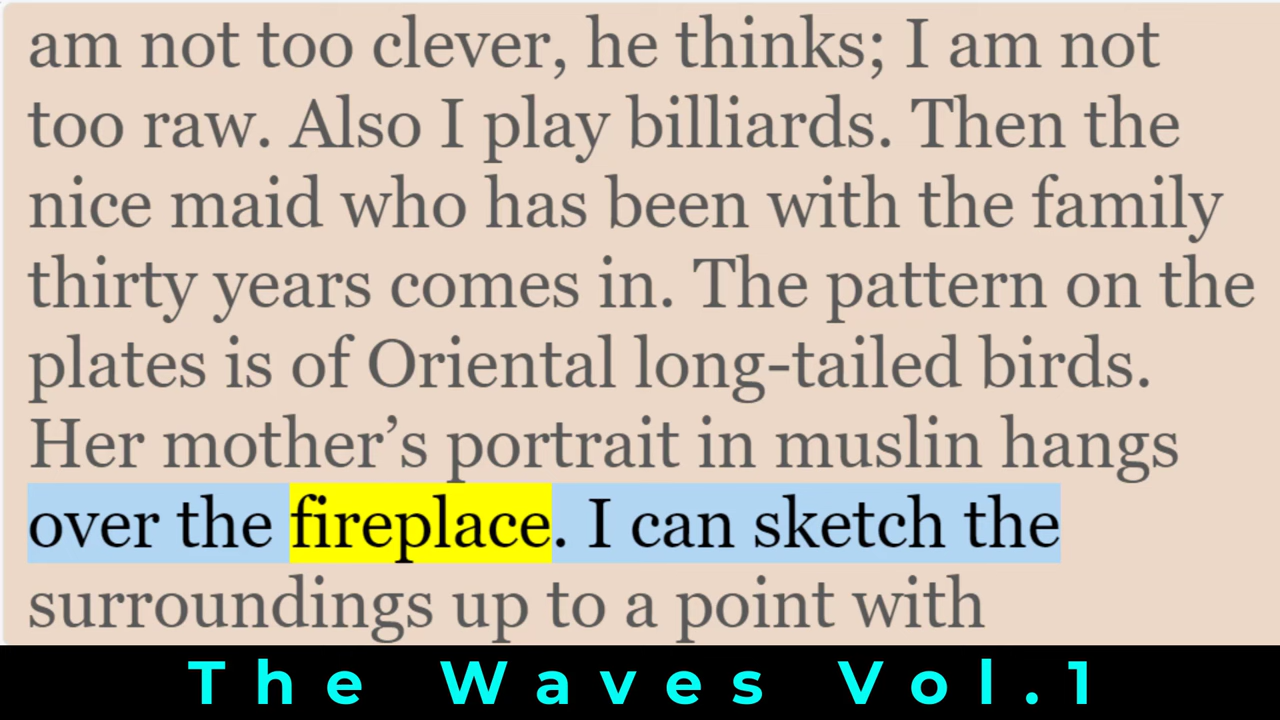 am not too clever, he thinks; I am not
too raw. Also I play billiards. Then the
nice maid who has been with the family
thirty years comes in. The pattern on the
plates is of Oriental long-tailed birds.
Her mother’s portrait in muslin hangs
over the fireplace. I can sketch the
surroundings up to a point with
The Waves Vol.1